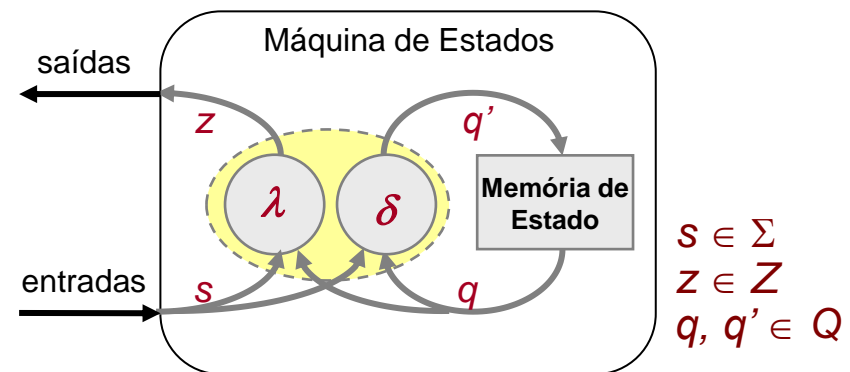 Máquina de Estados
saídas
z
q’
λ
δ
Memória de
Estado
entradas
s
q
s ∈ Σ
z ∈ Z
q, q’ ∈ Q